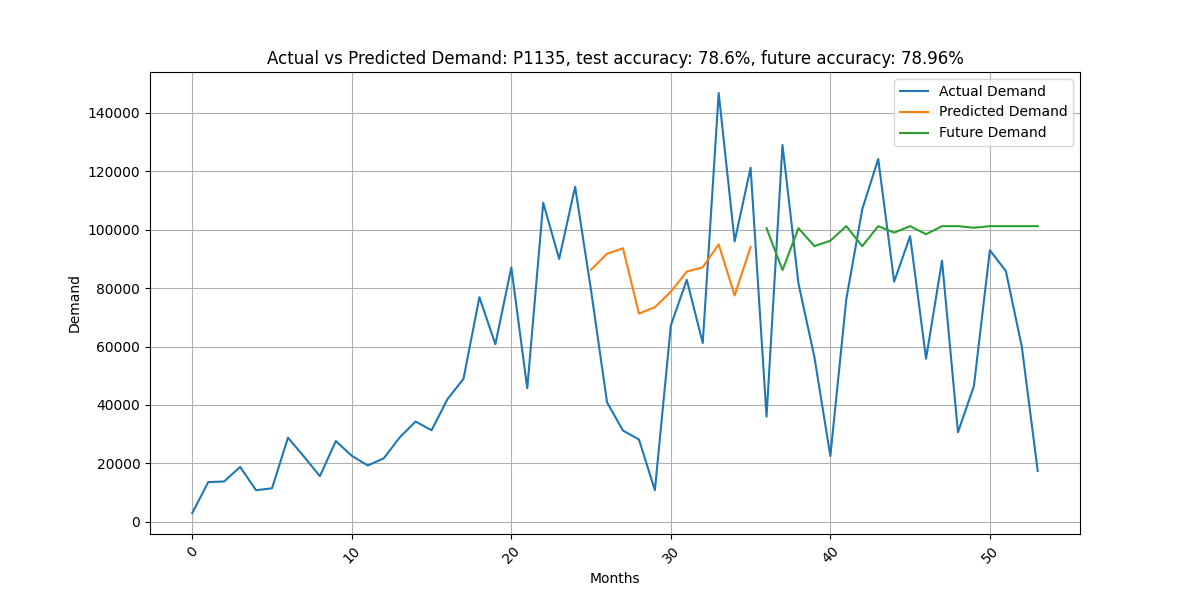 Actual vs Predicted Demand: P1135, test accuracy: 78.6%, future accuracy: 78.96%
Actual Demand
Predicted Demand
Future Demand
Demand
140000
120000
100000
80000
60000
40000
20000
0
0 10 20 30 40 50
Months